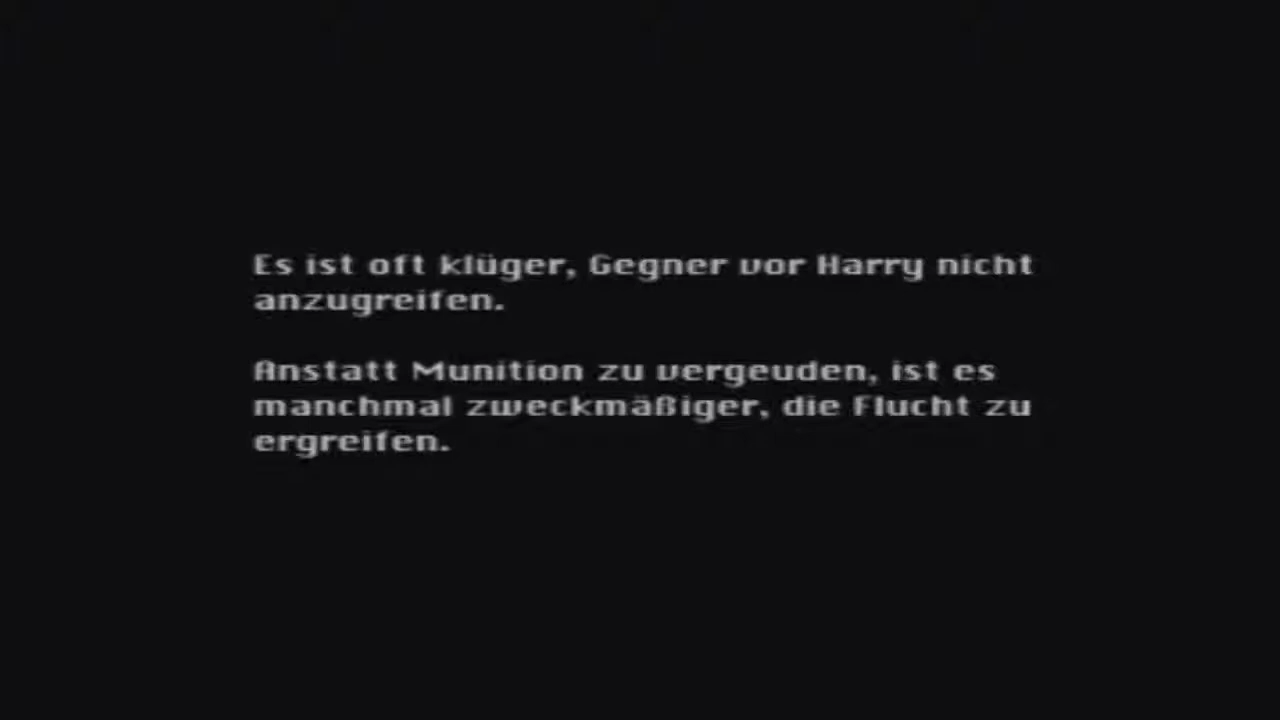 Es ist oft klüger, Gegner vor Harry nicht
anzugreifen.
Anstatt Munition zu vergeuden, ist es
manchmal zweckmäßiger, die Flucht zu
ergreifen.